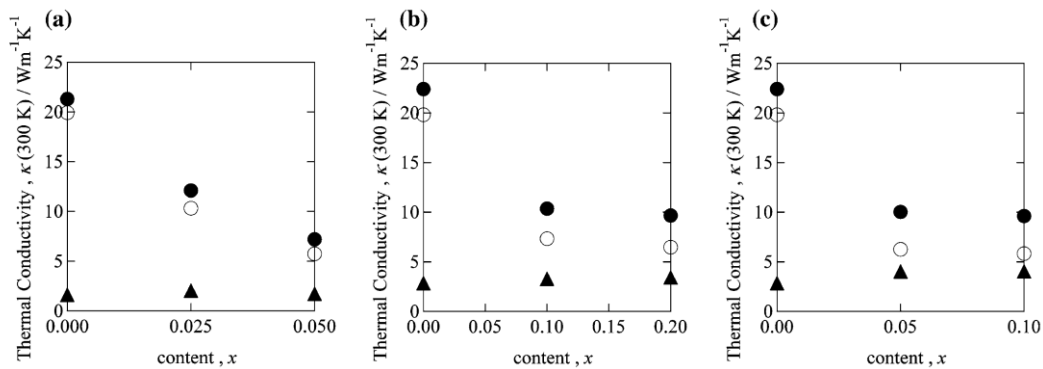 (a)
Thermal Conductivity , κ (300 K) / Wm⁻¹K⁻¹
25
20
15
10
5
0
0.000 0.025 0.050
content , x
(b)
Thermal Conductivity , κ (300 K) / Wm⁻¹K⁻¹
25
20
15
10
5
0
0.00 0.05 0.10 0.15 0.20
content , x
(c)
Thermal Conductivity , κ (300 K) / Wm⁻¹K⁻¹
25
20
15
10
5
0
0.00 0.05 0.10
content , x